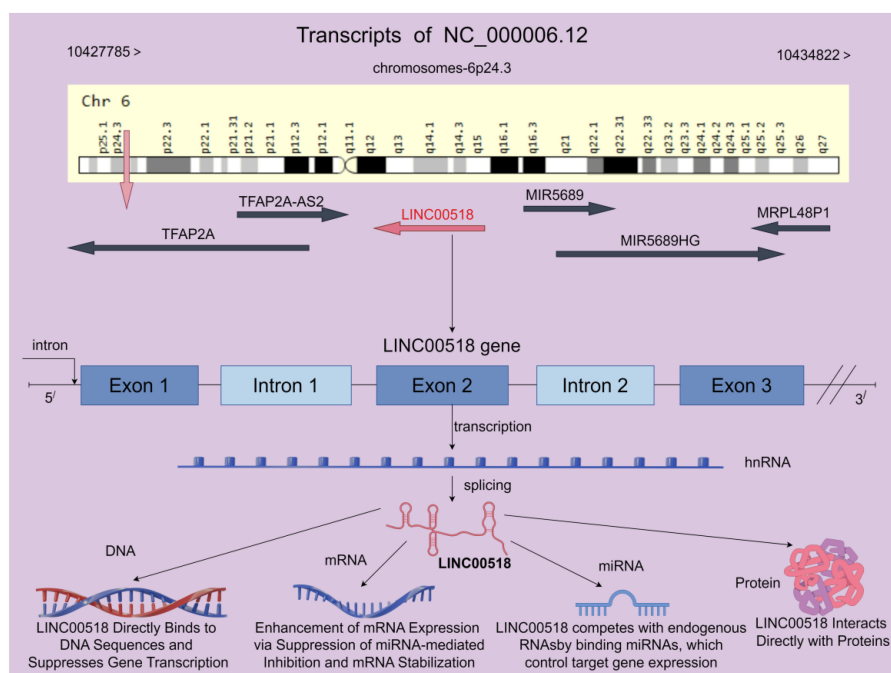 Transcripts of NC_000006.12
10427785 >
10434822 >
chromosomes-6p24.3
Chr 6
p25.1
p24.3
p22.3
p22.1
p21.31
p21.2
p21.1
p12.3
p12.1
q11.1
q12
q13
q14.1
q14.3
q15
q16.1
q16.3
q21
q22.1
q22.31
q22.33
q23.2
q23.3
q24.1
q24.2
q24.3
q25.1
q25.2
q25.3
q26
q27
TFAP2A-AS2
LINC00518
MIR5689
MRPL48P1
TFAP2A
MIR5689HG
intron
LINC00518 gene
Exon 1
Intron 1
Exon 2
Intron 2
Exon 3
5/
3/
transcription
hnRNA
splicing
DNA
mRNA
LINC00518
miRNA
Protein
LINC00518 Directly Binds to
DNA Sequences and
Suppresses Gene Transcription
Enhancement of mRNA Expression
via Suppression of miRNA-mediated
Inhibition and mRNA Stabilization
LINC00518 competes with endogenous
RNAsby binding miRNAs, which
control target gene expression
LINC00518 Interacts
Directly with Proteins